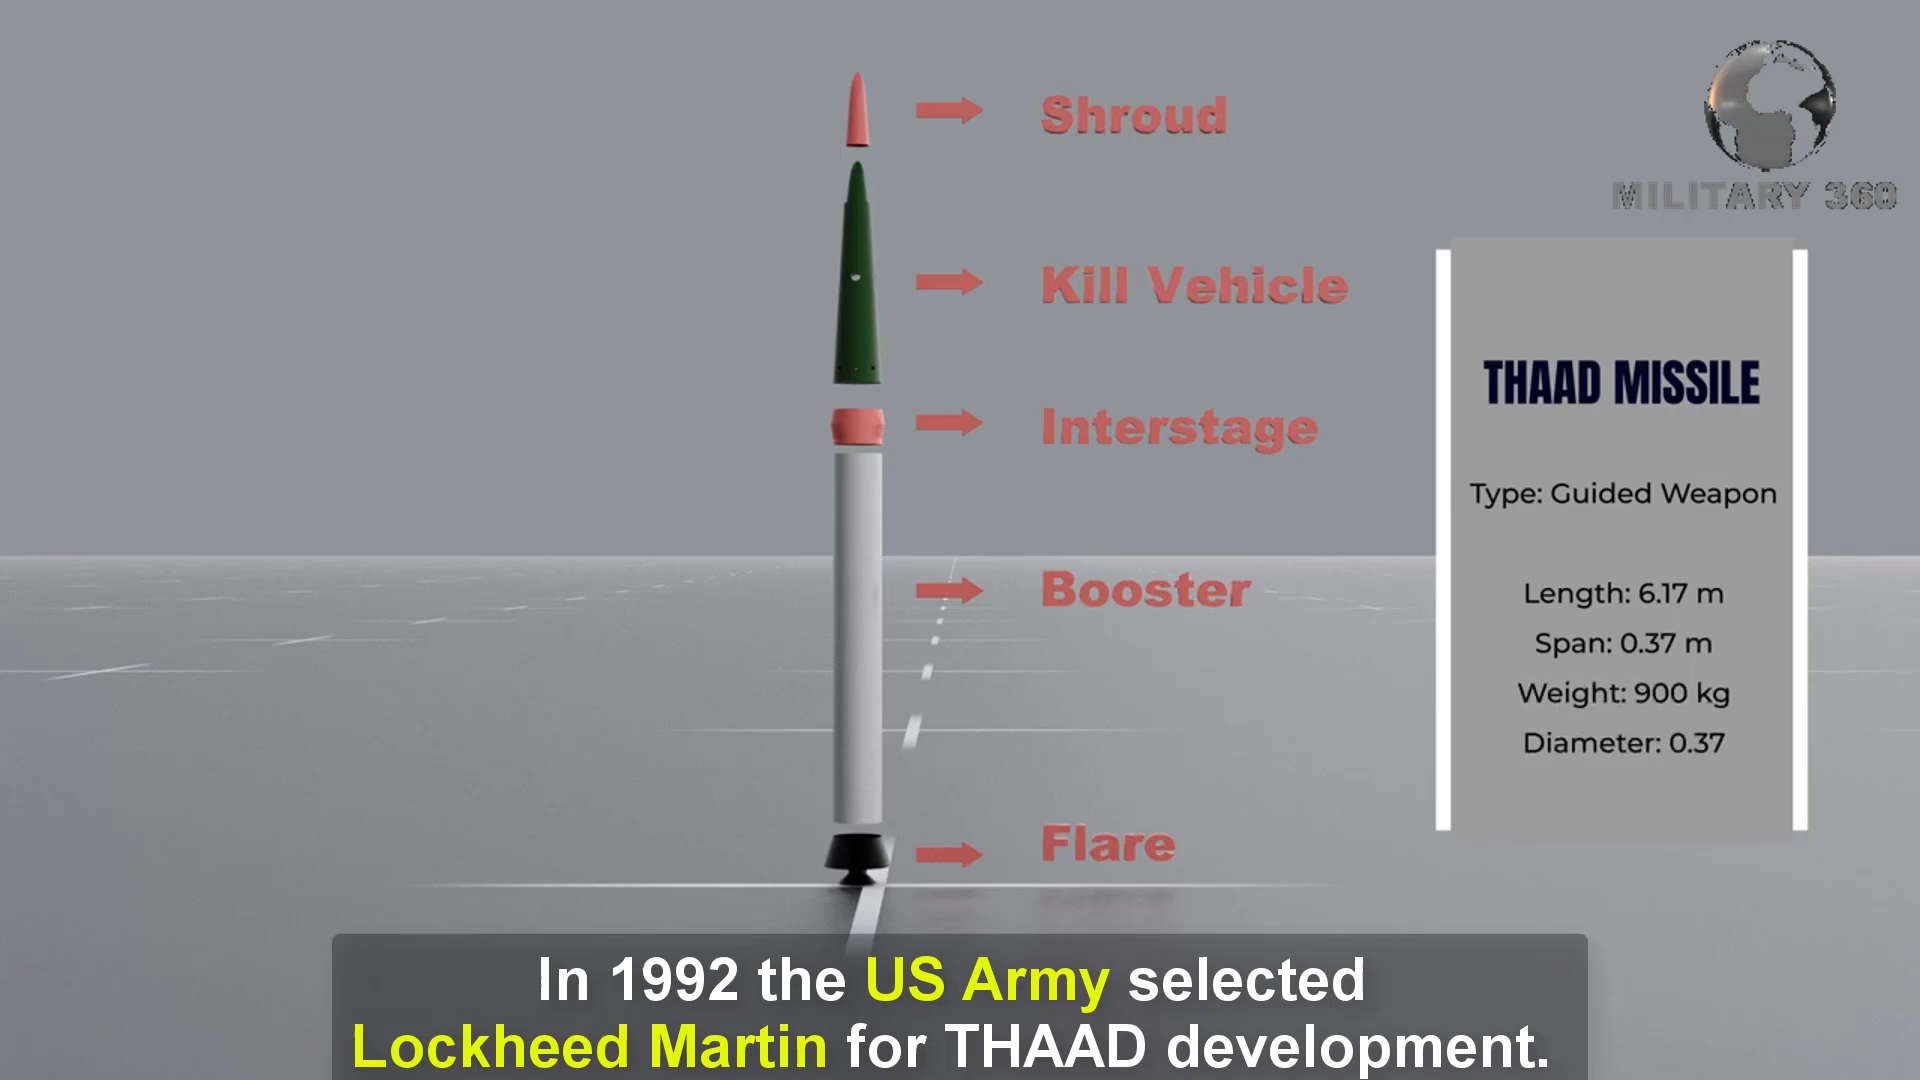 Shroud
MILITARY 360
Kill Vehicle
THAAD MISSILE
Interstage
Type: Guided Weapon
Booster
Length: 6.17 m
Span: 0.37 m
Weight: 900 kg
Diameter: 0.37
Flare
In 1992 the US Army selected
Lockheed Martin for THAAD development.